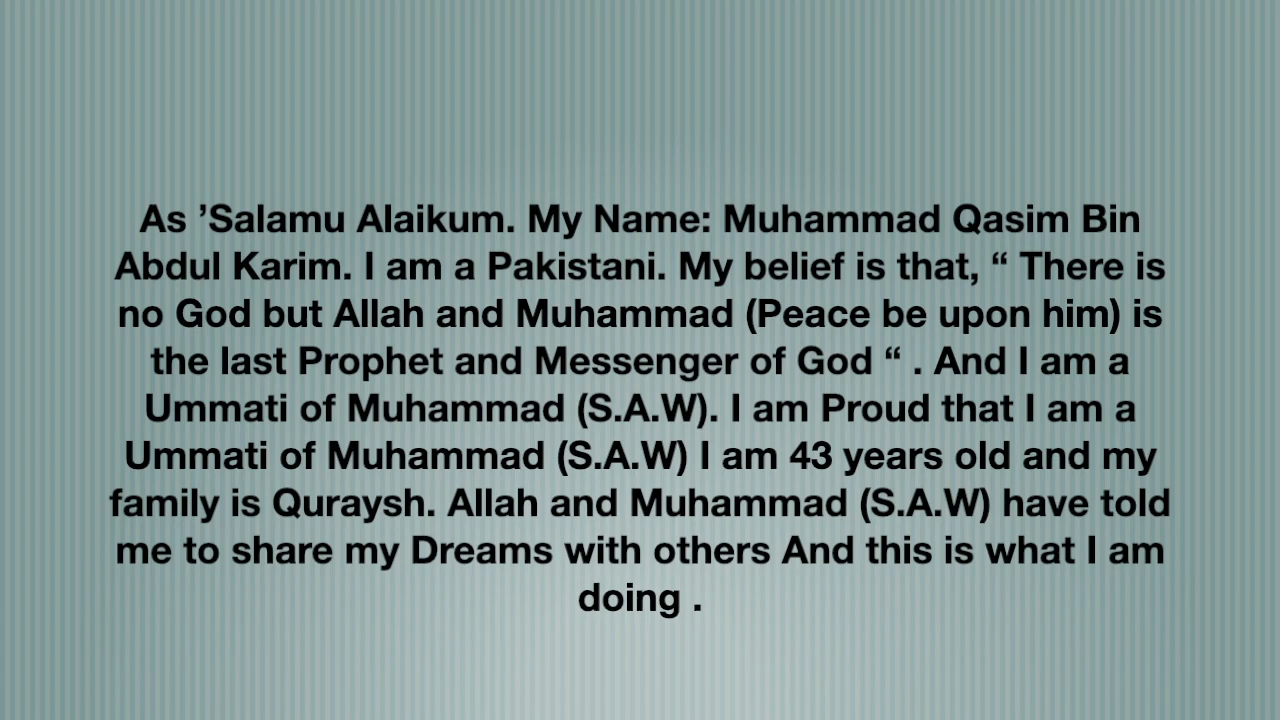 As ’Salamu Alaikum. My Name: Muhammad Qasim Bin
Abdul Karim. I am a Pakistani. My belief is that, “ There is
no God but Allah and Muhammad (Peace be upon him) is
the last Prophet and Messenger of God “ . And I am a
Ummati of Muhammad (S.A.W). I am Proud that I am a
Ummati of Muhammad (S.A.W) I am 43 years old and my
family is Quraysh. Allah and Muhammad (S.A.W) have told
me to share my Dreams with others And this is what I am
doing .